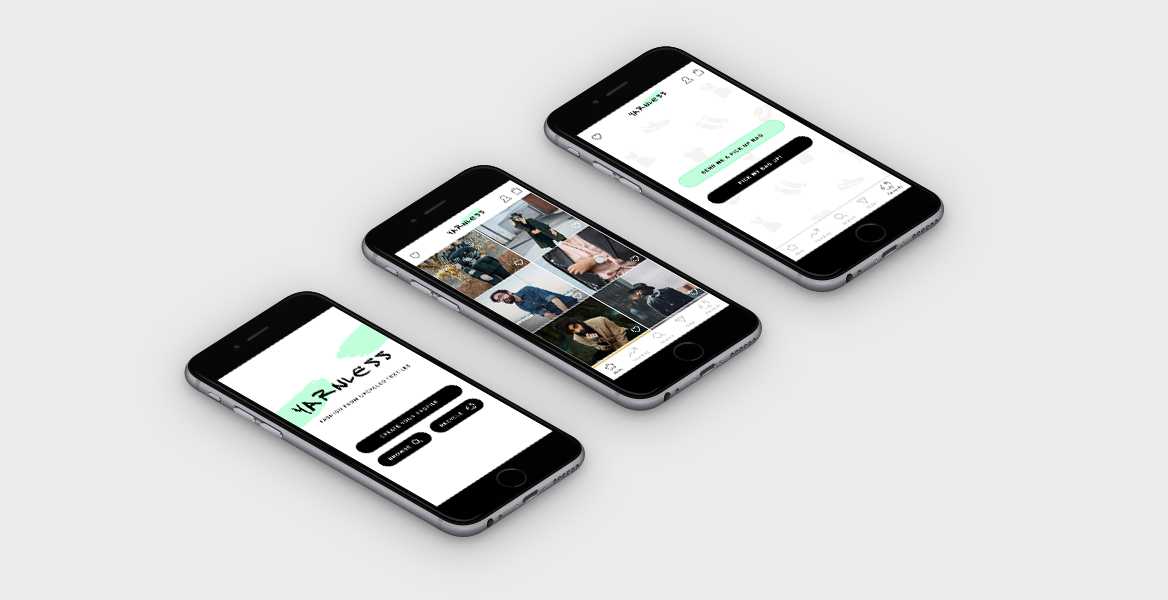 YARNLESS
FASHION FROM UPCYCLED TEXTILES
CREATE YOUR PROFILE
BROWSE
RECYCLE
YARNLESS
YARNLESS
SEND ME A PICK UP BAG
PICK MY BAG UP!